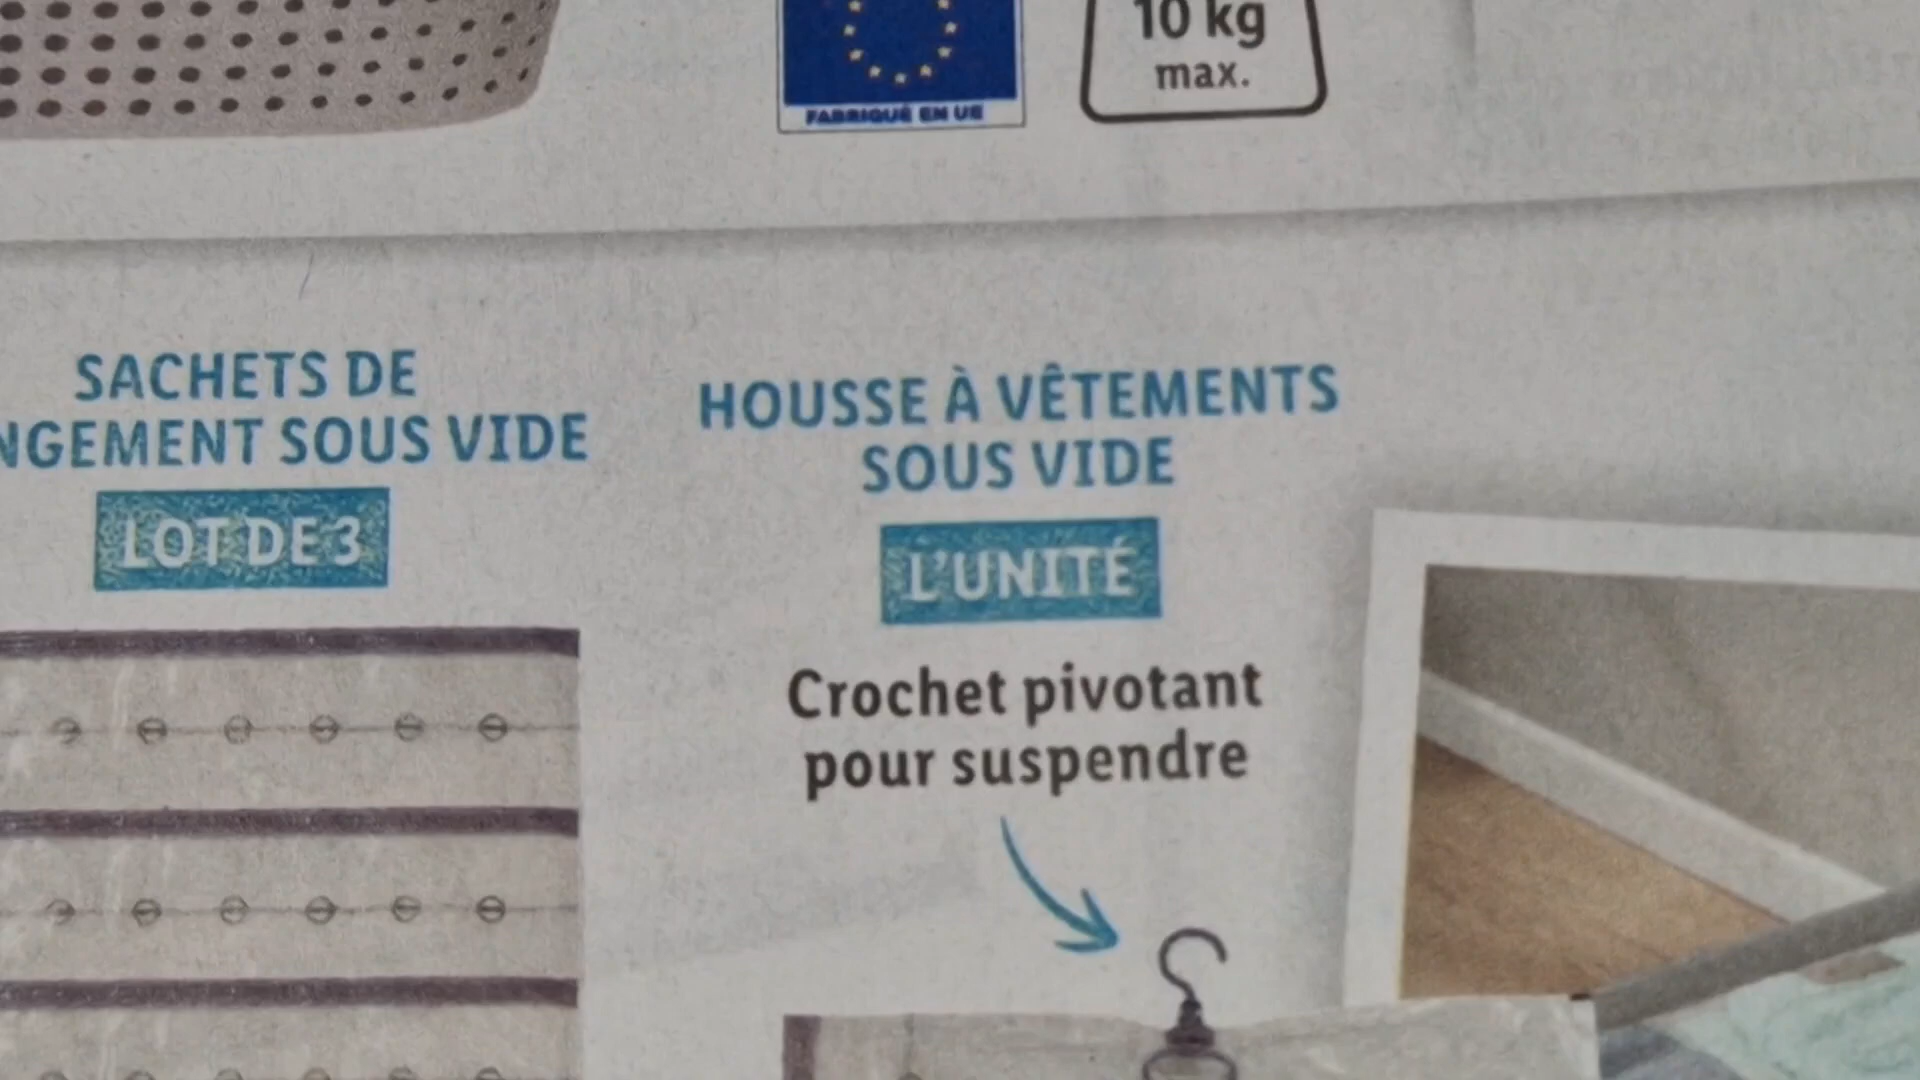 10 kg
max.
FABRIQUÉ EN UE
SACHETS DE
NGEMENT SOUS VIDE
LOT DE 3
HOUSSE À VÊTEMENTS
SOUS VIDE
L'UNITÉ
Crochet pivotant
pour suspendre